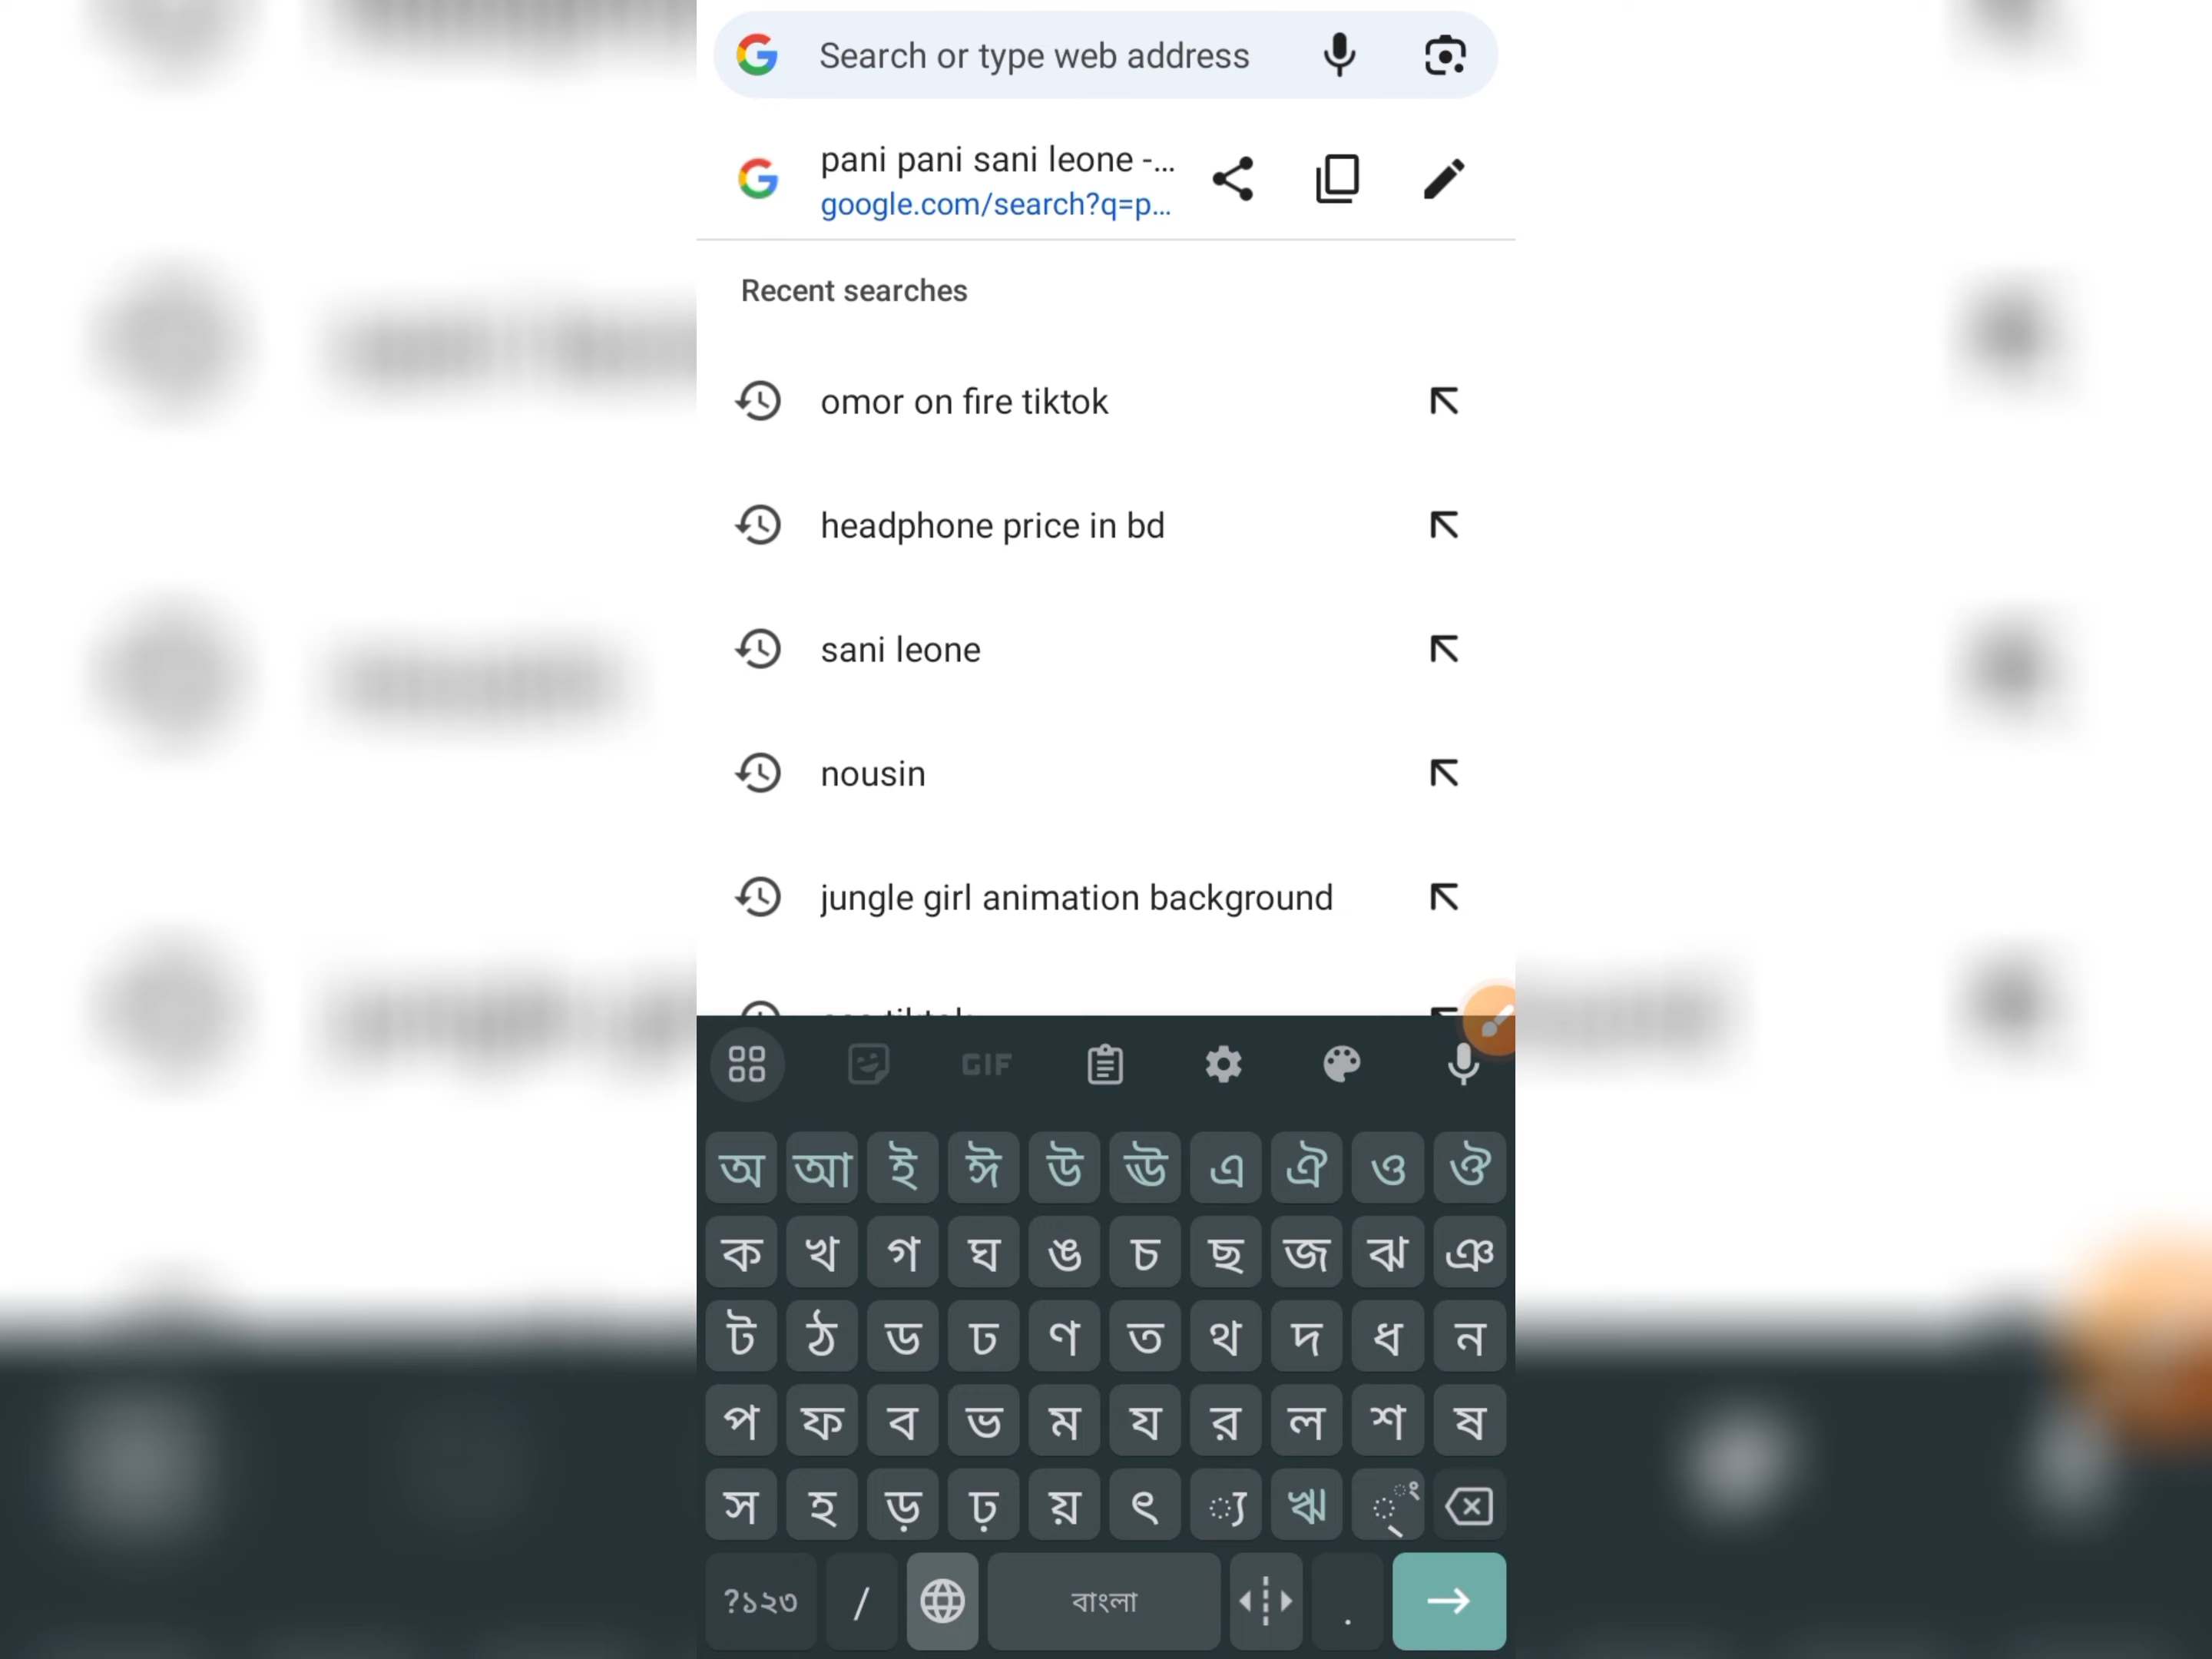 Search or type web address
pani pani sani leone -...
google.com/search?q=p...
Recent searches
omor on fire tiktok
headphone price in bd
sani leone
nousin
jungle girl animation background
tiktok
GIF
অ আ ই ঈ উ ঊ এ ঐ ও ঔ
ক খ গ ঘ ঙ চ ছ জ ঝ ঞ
ট ঠ ড ঢ ণ ত থ দ ধ ন
প ফ ব ভ ম য র ল শ ষ
স হ ড় ঢ় য় ৎ ্য ঋ ্ ং
?১২৩ / বাংলা .